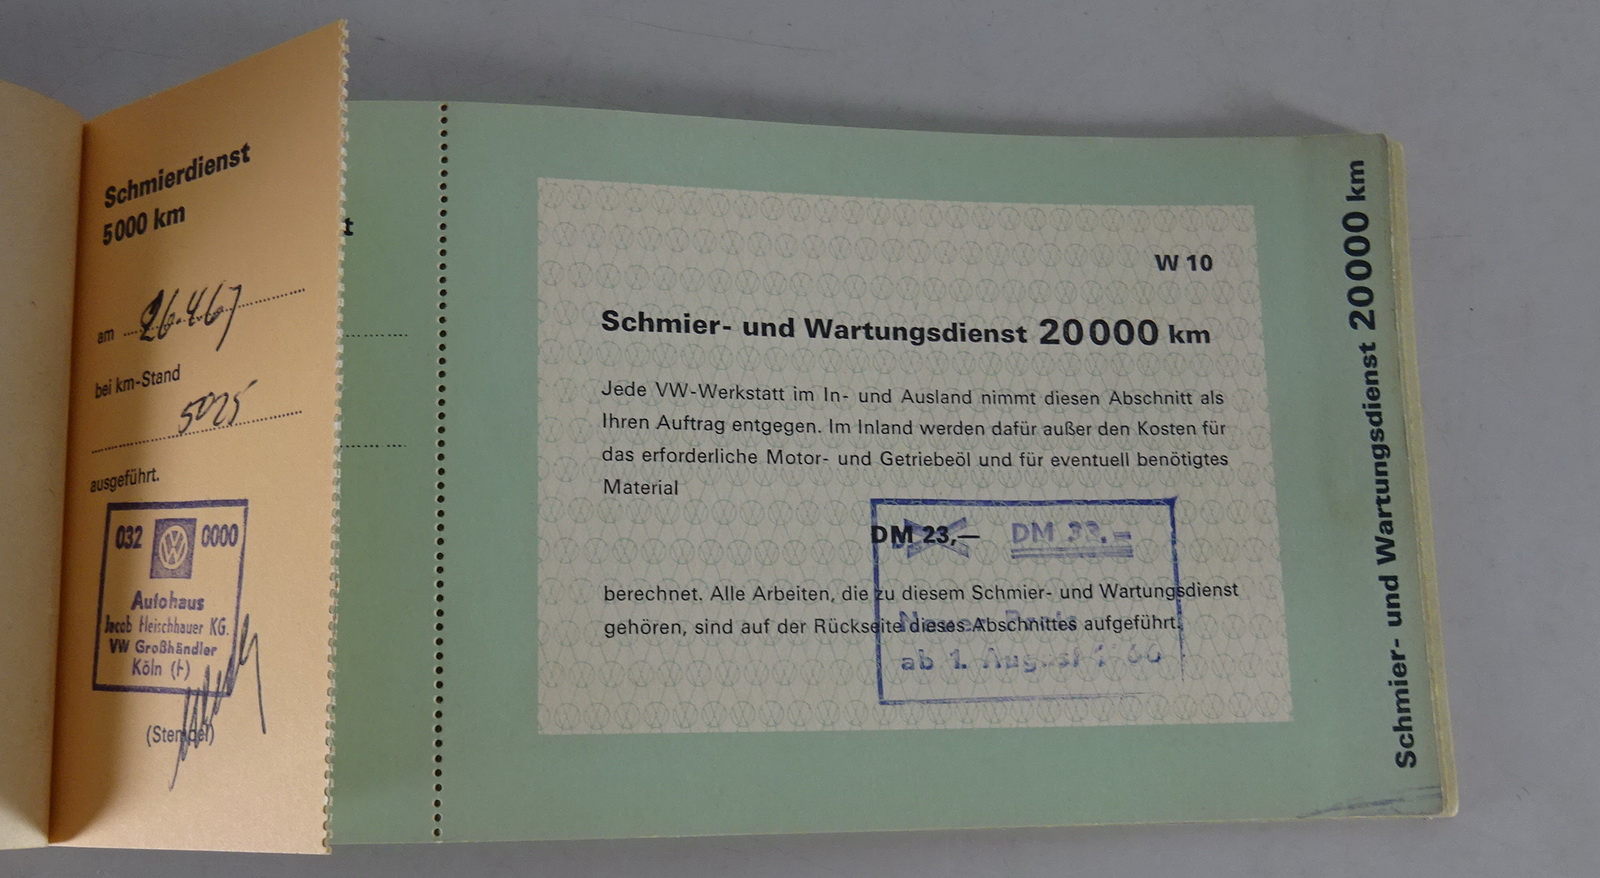 Schmierdienst
5000 km
am 26.4.67
bei km-Stand
5025
ausgeführt.
032 0000
Autohaus
Jacob Fleischhauer KG.
VW Großhändler
Köln
(Stempel)
t
W 10
Schmier- und Wartungsdienst 20000 km
Jede VW-Werkstatt im In- und Ausland nimmt diesen Abschnitt als
Ihren Auftrag entgegen. Im Inland werden dafür außer den Kosten für
das erforderliche Motor- und Getriebeöl und für eventuell benötigtes
Material
DM 23,— DM 33.-
berechnet. Alle Arbeiten, die zu diesem Schmier- und Wartungsdienst
gehören, sind auf der Rückseite dieses Abschnittes aufgeführt.
Neuer Preis
ab 1. August
Schmier- und Wartungsdienst 20000 km